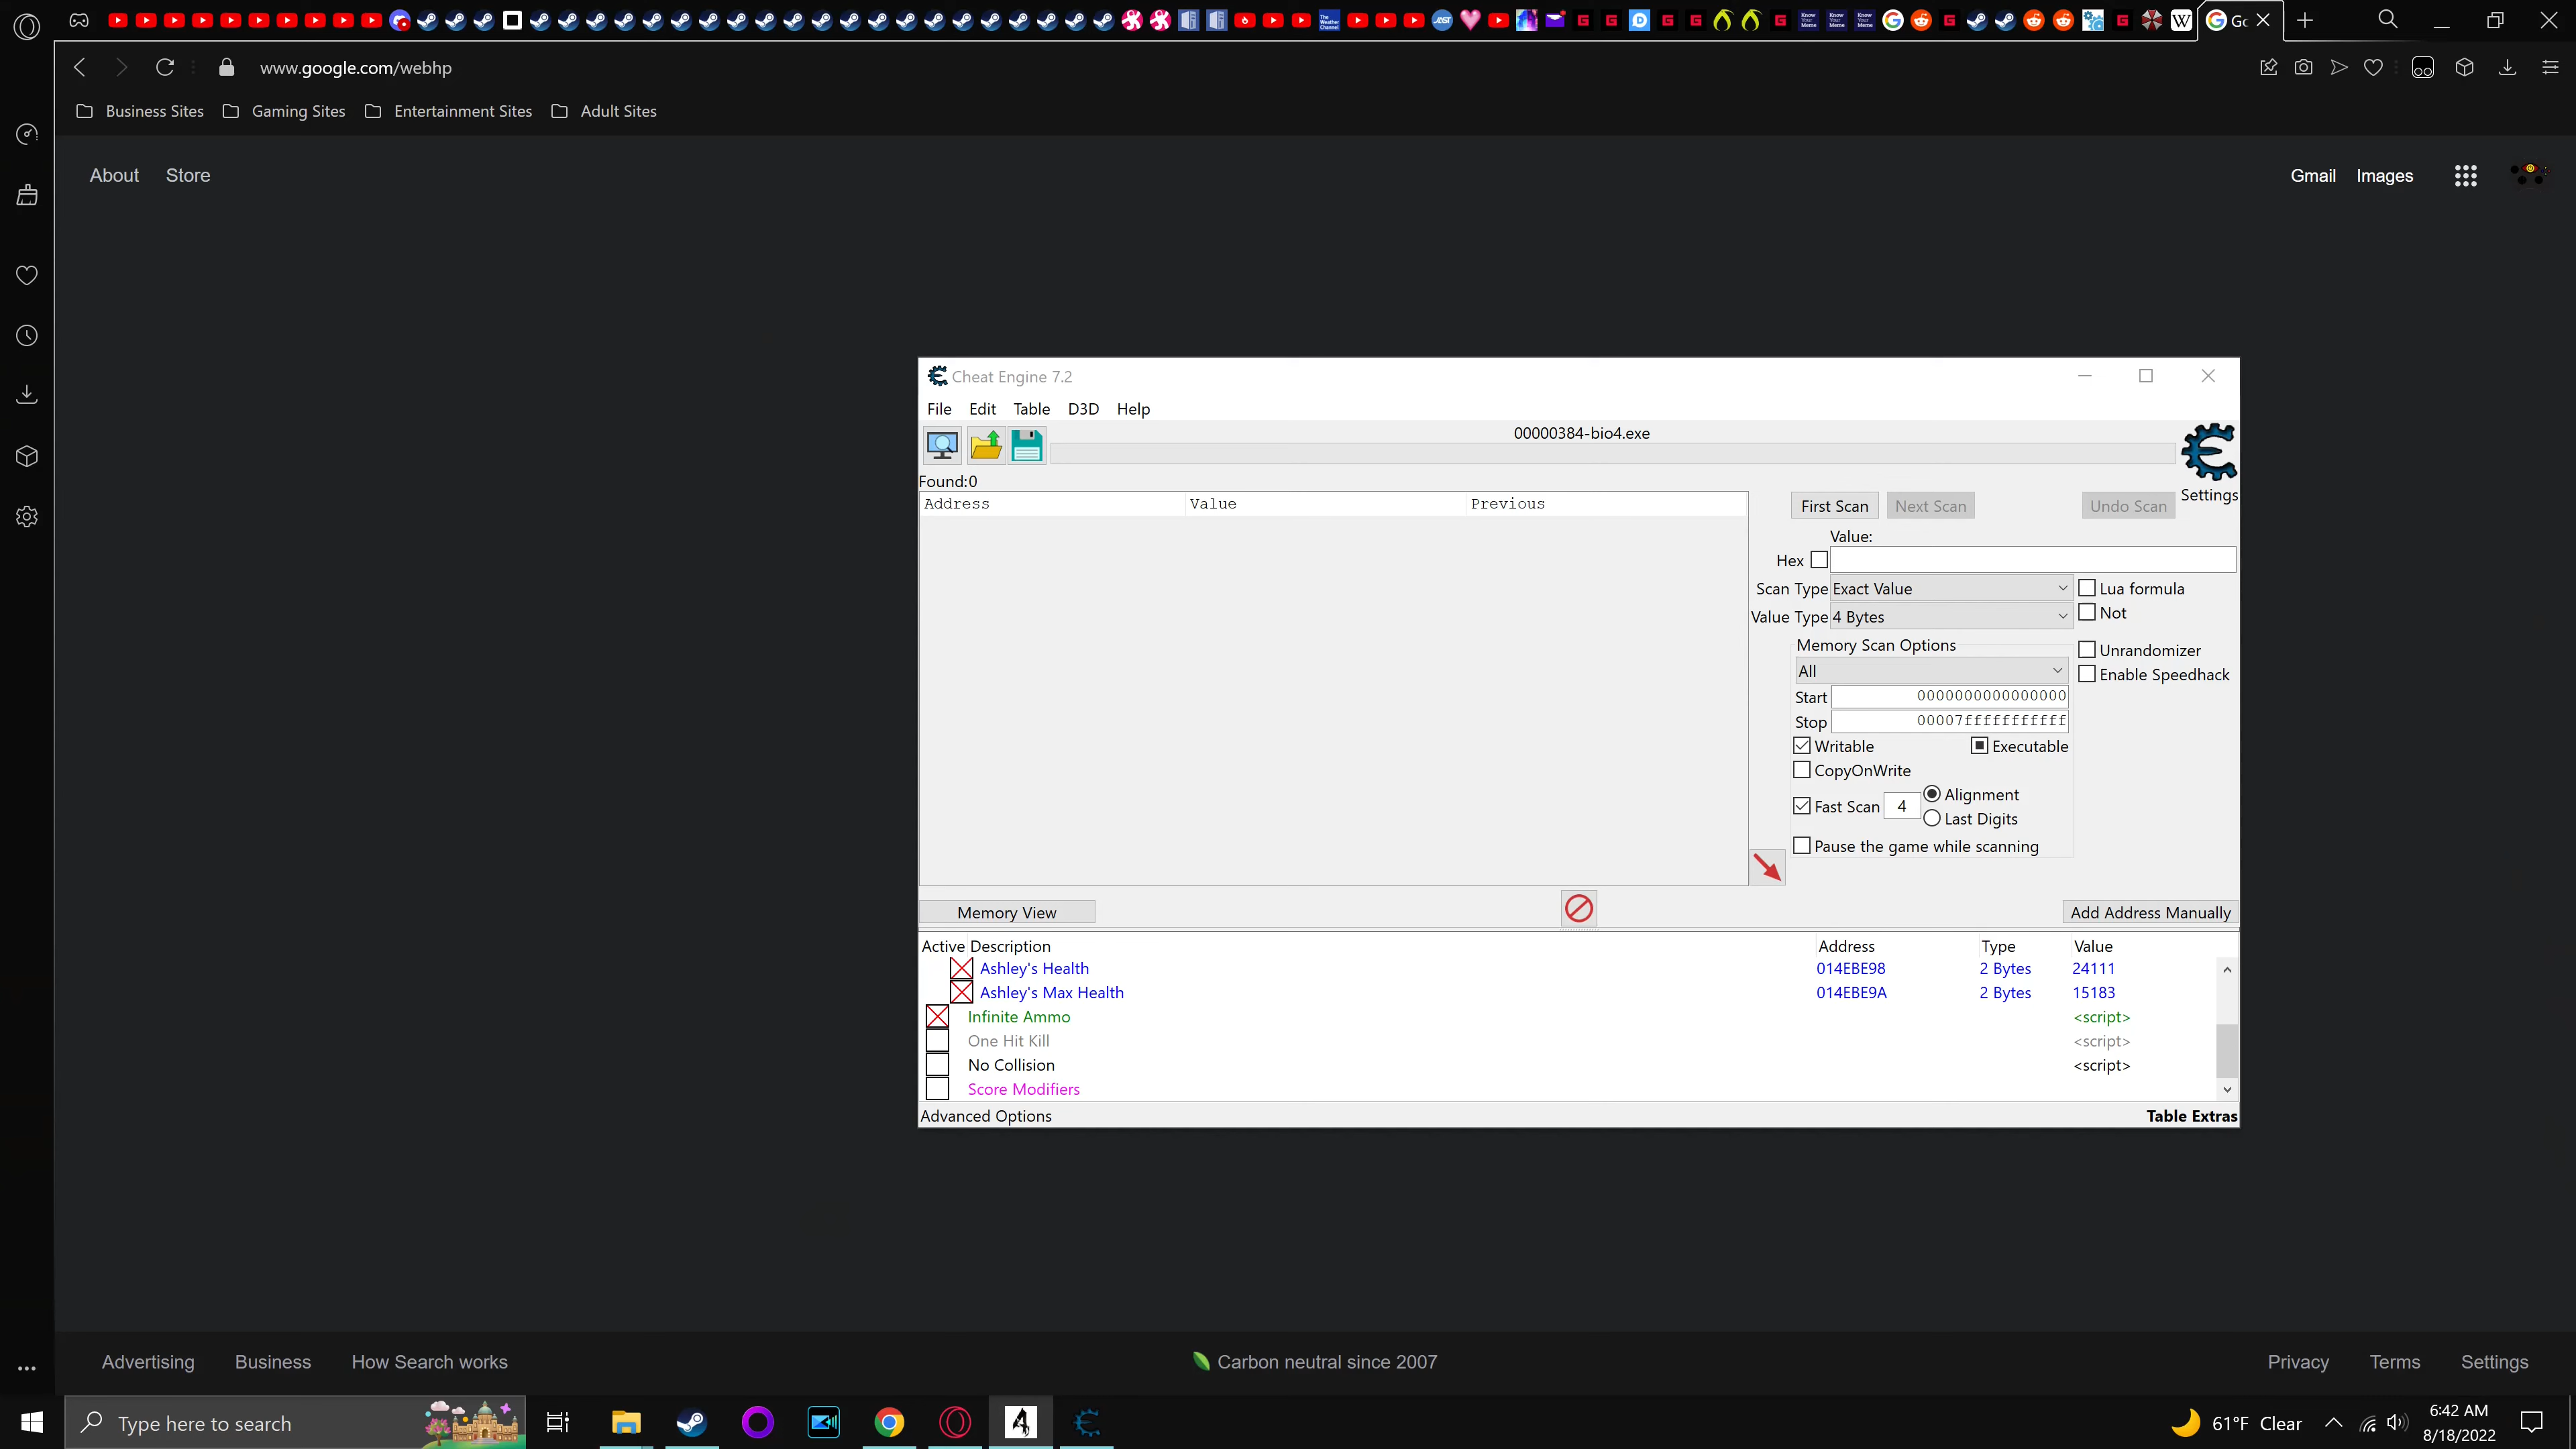 Go
www.google.com/webhp
Business Sites Gaming Sites Entertainment Sites Adult Sites
About Store Gmail Images
Cheat Engine 7.2
File Edit Table D3D Help
00000384-bio4.exe
Found:0
Settings
Address Value Previous
First Scan Next Scan Undo Scan
Value:
Hex
Scan Type Exact Value Lua formula
Value Type 4 Bytes Not
Memory Scan Options
All
Unrandomizer
Enable Speedhack
Start 0000000000000000
Stop 00007fffffffffff
Writable Executable
CopyOnWrite
Fast Scan 4 Alignment
Last Digits
Pause the game while scanning
Memory View Add Address Manually
Active Description Address Type Value
Ashley's Health 014EBE98 2 Bytes 24111
Ashley's Max Health 014EBE9A 2 Bytes 15183
Infinite Ammo <script>
One Hit Kill <script>
No Collision <script>
Score Modifiers
Advanced Options Table Extras
Advertising Business How Search works Carbon neutral since 2007 Privacy Terms Settings
Type here to search 61°F Clear 6:42 AM
8/18/2022